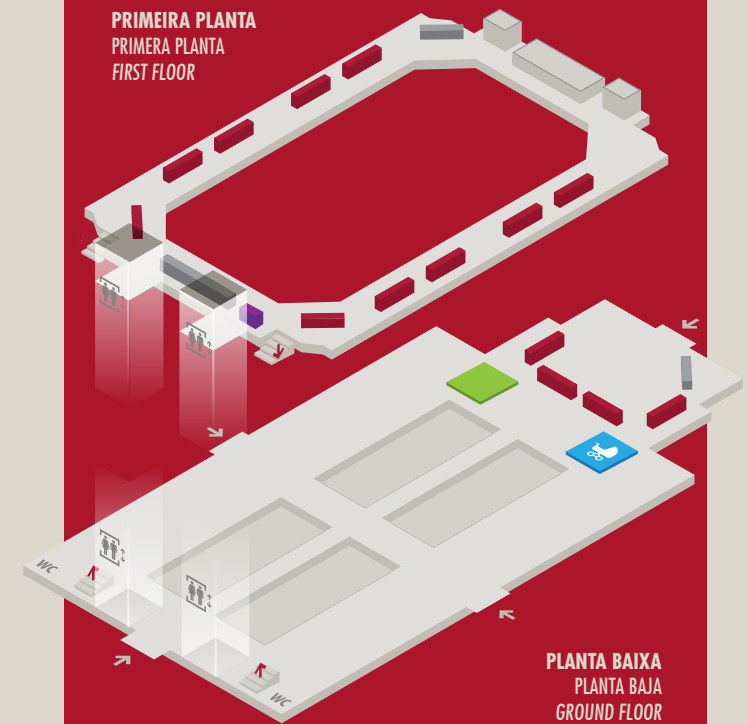 PRIMEIRA PLANTA
PRIMERA PLANTA
FIRST FLOOR
WC
WC
PLANTA BAIXA
PLANTA BAJA
GROUND FLOOR